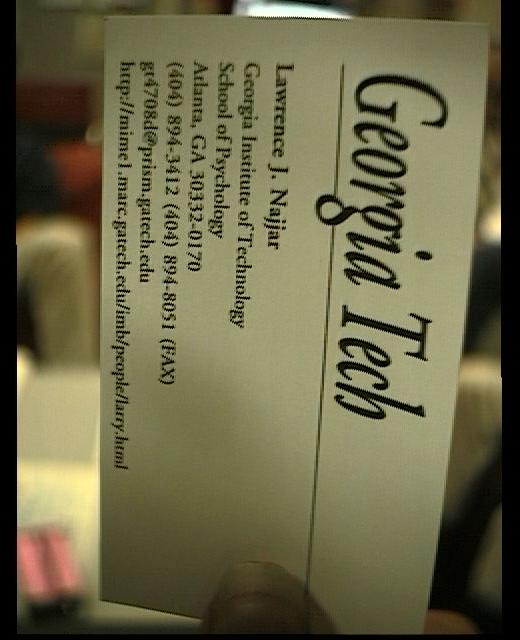 Georgia Tech
Lawrence J. Najjar
Georgia Institute of Technology
School of Psychology
Atlanta, GA 30332-0170
(404) 894-3412 (404) 894-8051 (FAX)
gt4708d@prism.gatech.edu
http://mime1.marc.gatech.edu/imb/people/larry.html